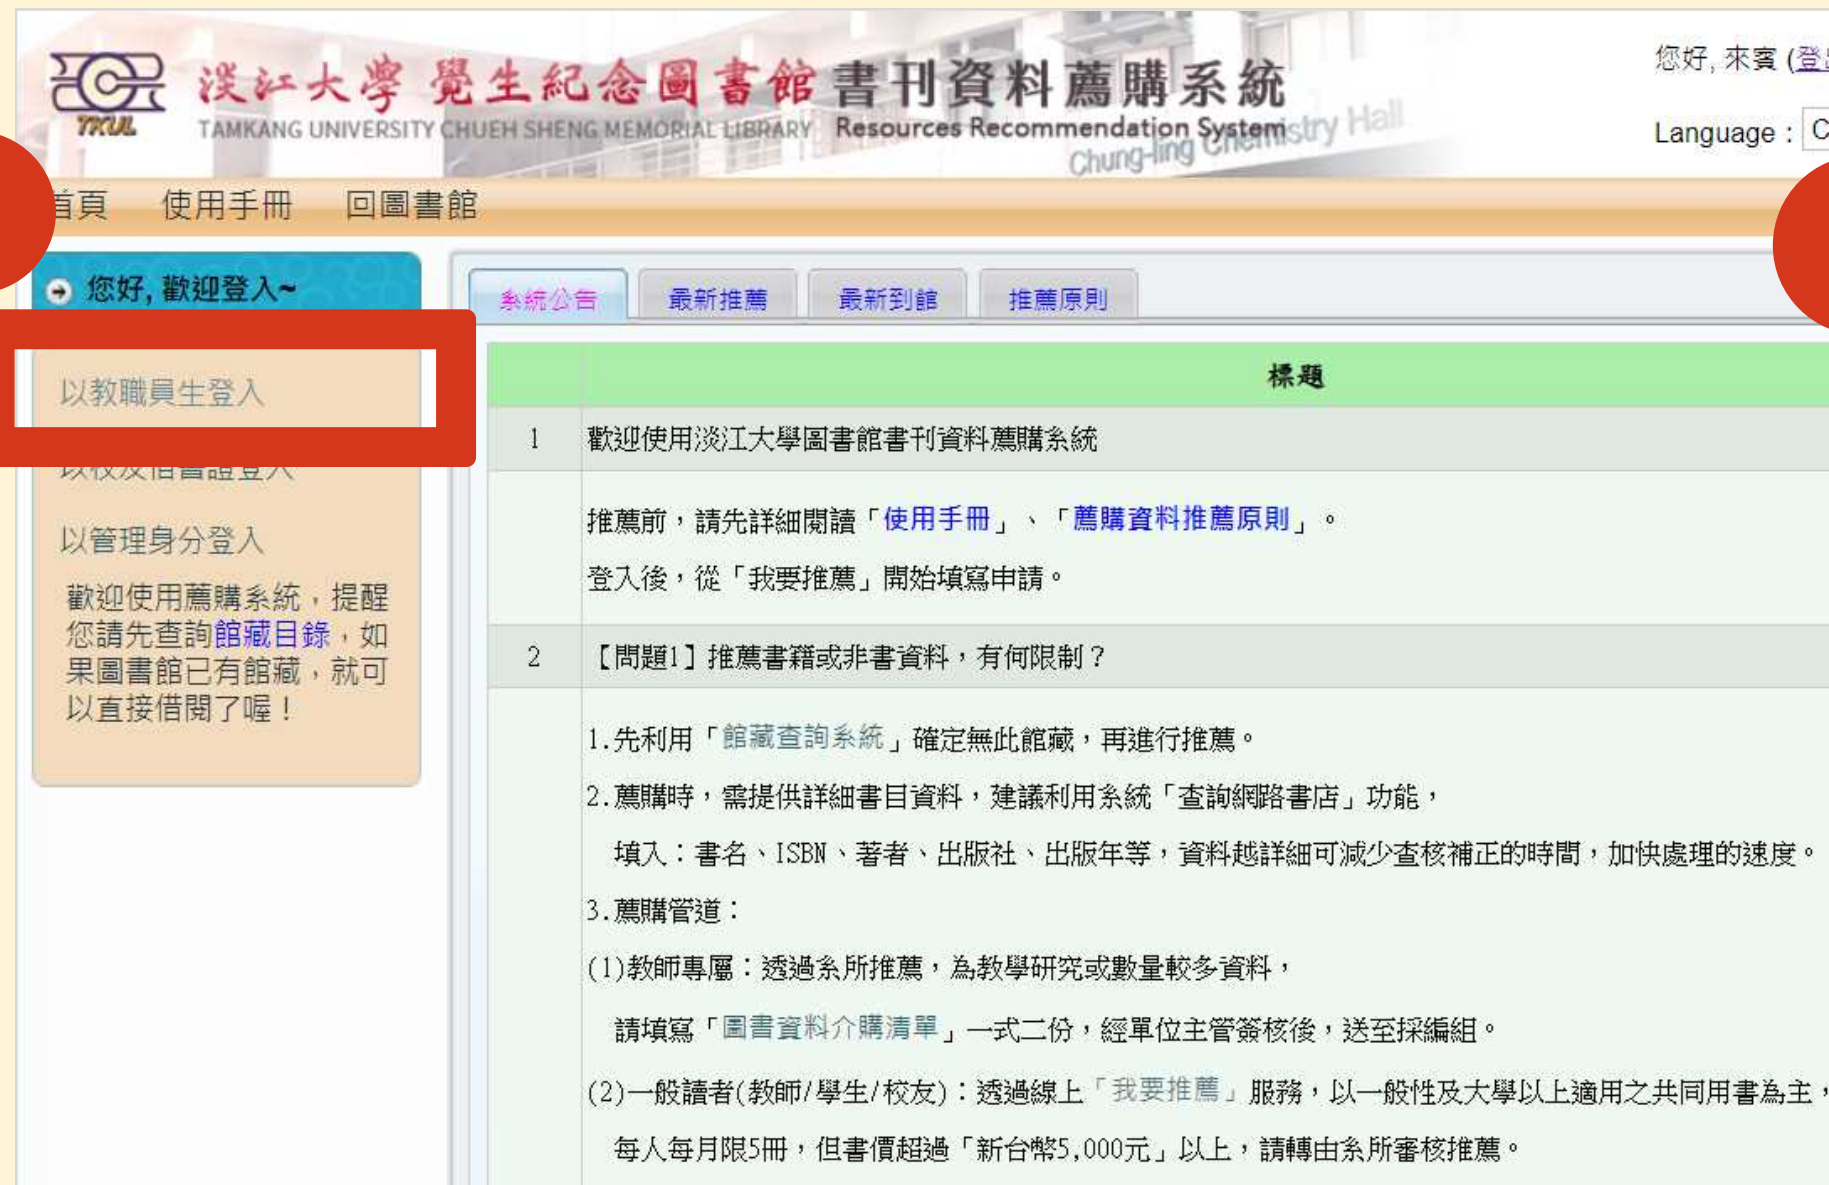 TKUL
淡江大學 覺生紀念圖書館 書刊資料薦購系統
TAMKANG UNIVERSITY CHUEH SHENG MEMORIAL LIBRARY Resources Recommendation System
Chung-ling Chemistry Hall
您好, 來賓 (登
Language : C
首頁 使用手冊 回圖書館
您好, 歡迎登入~
以教職員生登入
以校友借書證登入
以管理身分登入
歡迎使用薦購系統，提醒
您請先查詢館藏目錄，如
果圖書館已有館藏，就可
以直接借閱了喔！
系統公告 最新推薦 最新到館 推薦原則
標題
1 歡迎使用淡江大學圖書館書刊資料薦購系統
推薦前，請先詳細閱讀「使用手冊」、「薦購資料推薦原則」。
登入後，從「我要推薦」開始填寫申請。
2 【問題1】推薦書籍或非書資料，有何限制？
1.先利用「館藏查詢系統」確定無此館藏，再進行推薦。
2.薦購時，需提供詳細書目資料，建議利用系統「查詢網路書店」功能，
填入：書名、ISBN、著者、出版社、出版年等，資料越詳細可減少查核補正的時間，加快處理的速度。
3.薦購管道：
(1)教師專屬：透過系所推薦，為教學研究或數量較多資料，
請填寫「圖書資料介購清單」一式二份，經單位主管簽核後，送至採編組。
(2)一般讀者(教師/學生/校友)：透過線上「我要推薦」服務，以一般性及大學以上適用之共同用書為主，
每人每月限5冊，但書價超過「新台幣5,000元」以上，請轉由系所審核推薦。